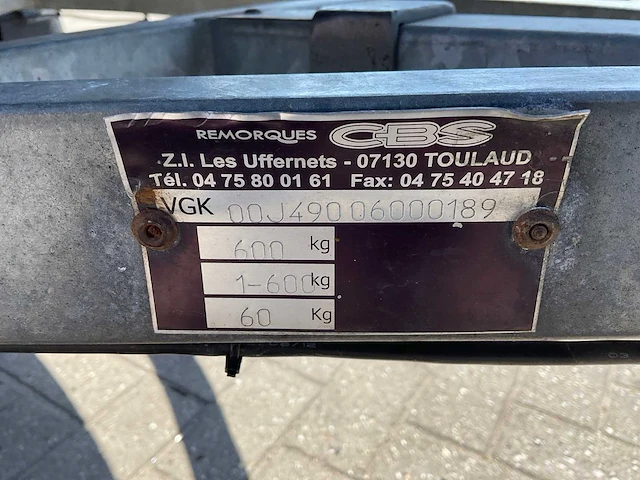 REMORQUES CBS
Z.I. Les Uffernets - 07130 TOULAUD
Tél. 04 75 80 01 61 Fax: 04 75 40 47 18
VGK 00J49006000189
600 kg
1-600 kg
60 Kg